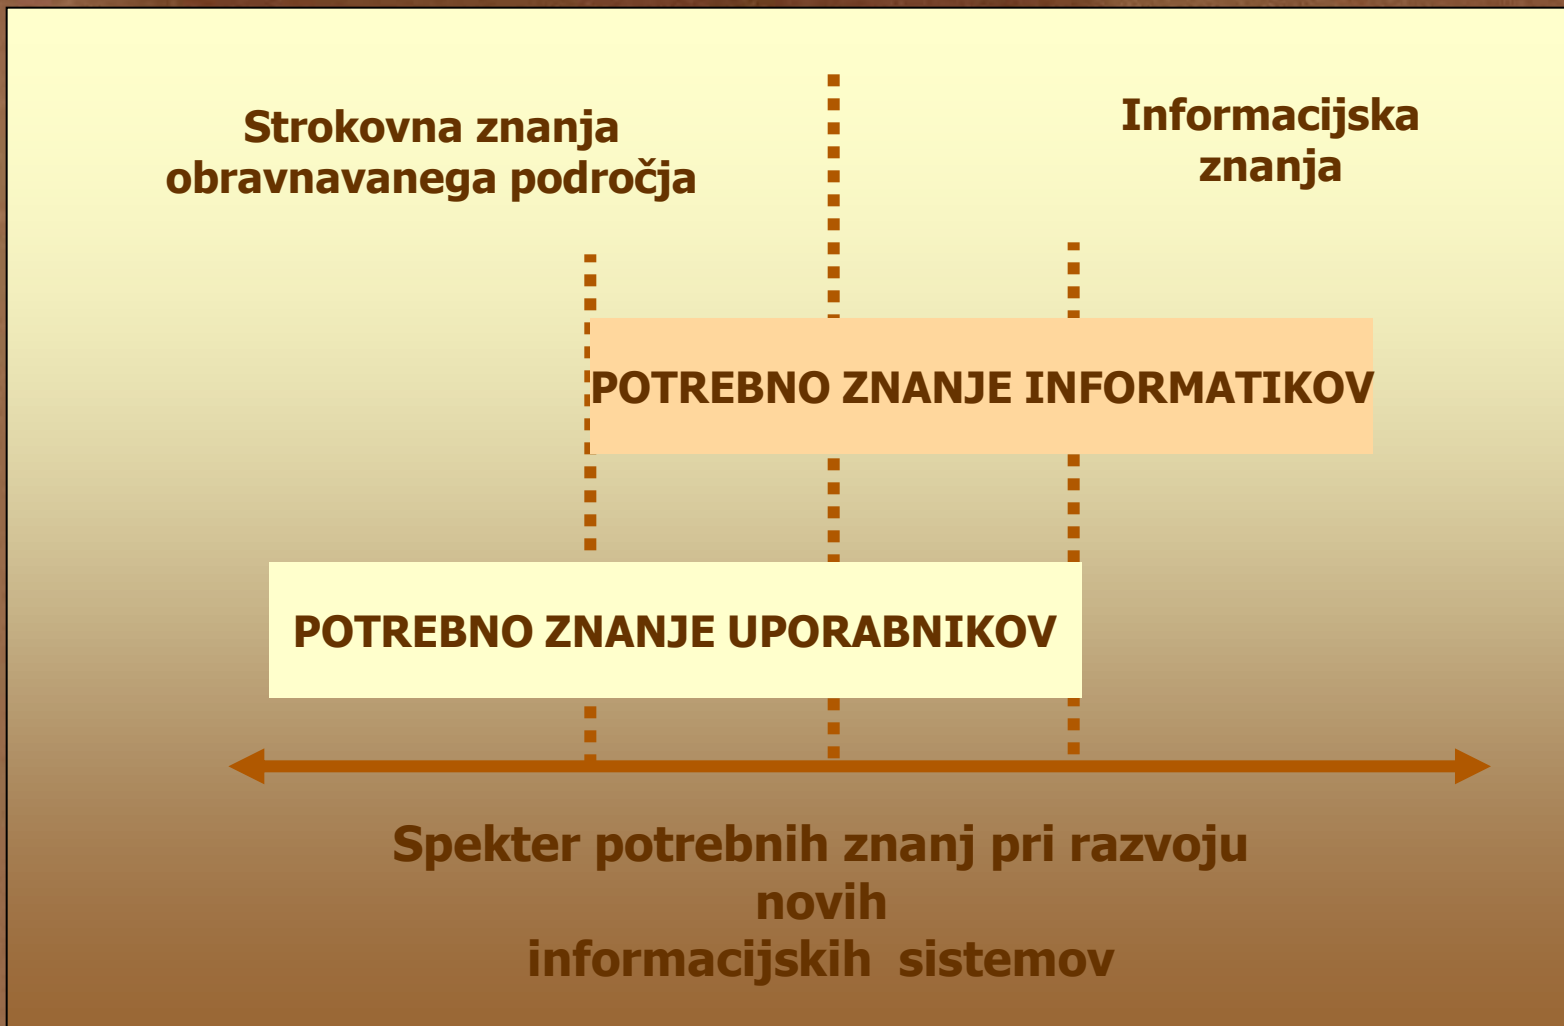 Strokovna znanja
obravnavanega področja
Informacijska
znanja
POTREBNO ZNANJE INFORMATIKOV
POTREBNO ZNANJE UPORABNIKOV
Spekter potrebnih znanj pri razvoju
novih
informacijskih sistemov